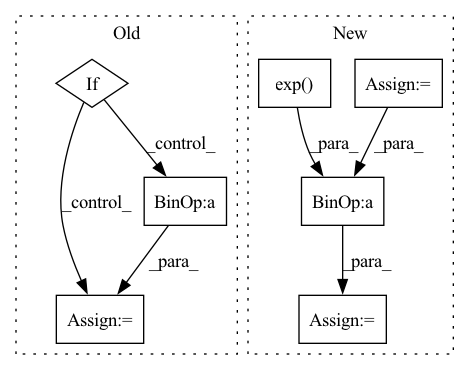 Old
New
If
exp()
Assign:=
_control_
_para_
_para_
_control_
BinOp:a
BinOp:a
_para_
_para_
Assign:=
Assign:=